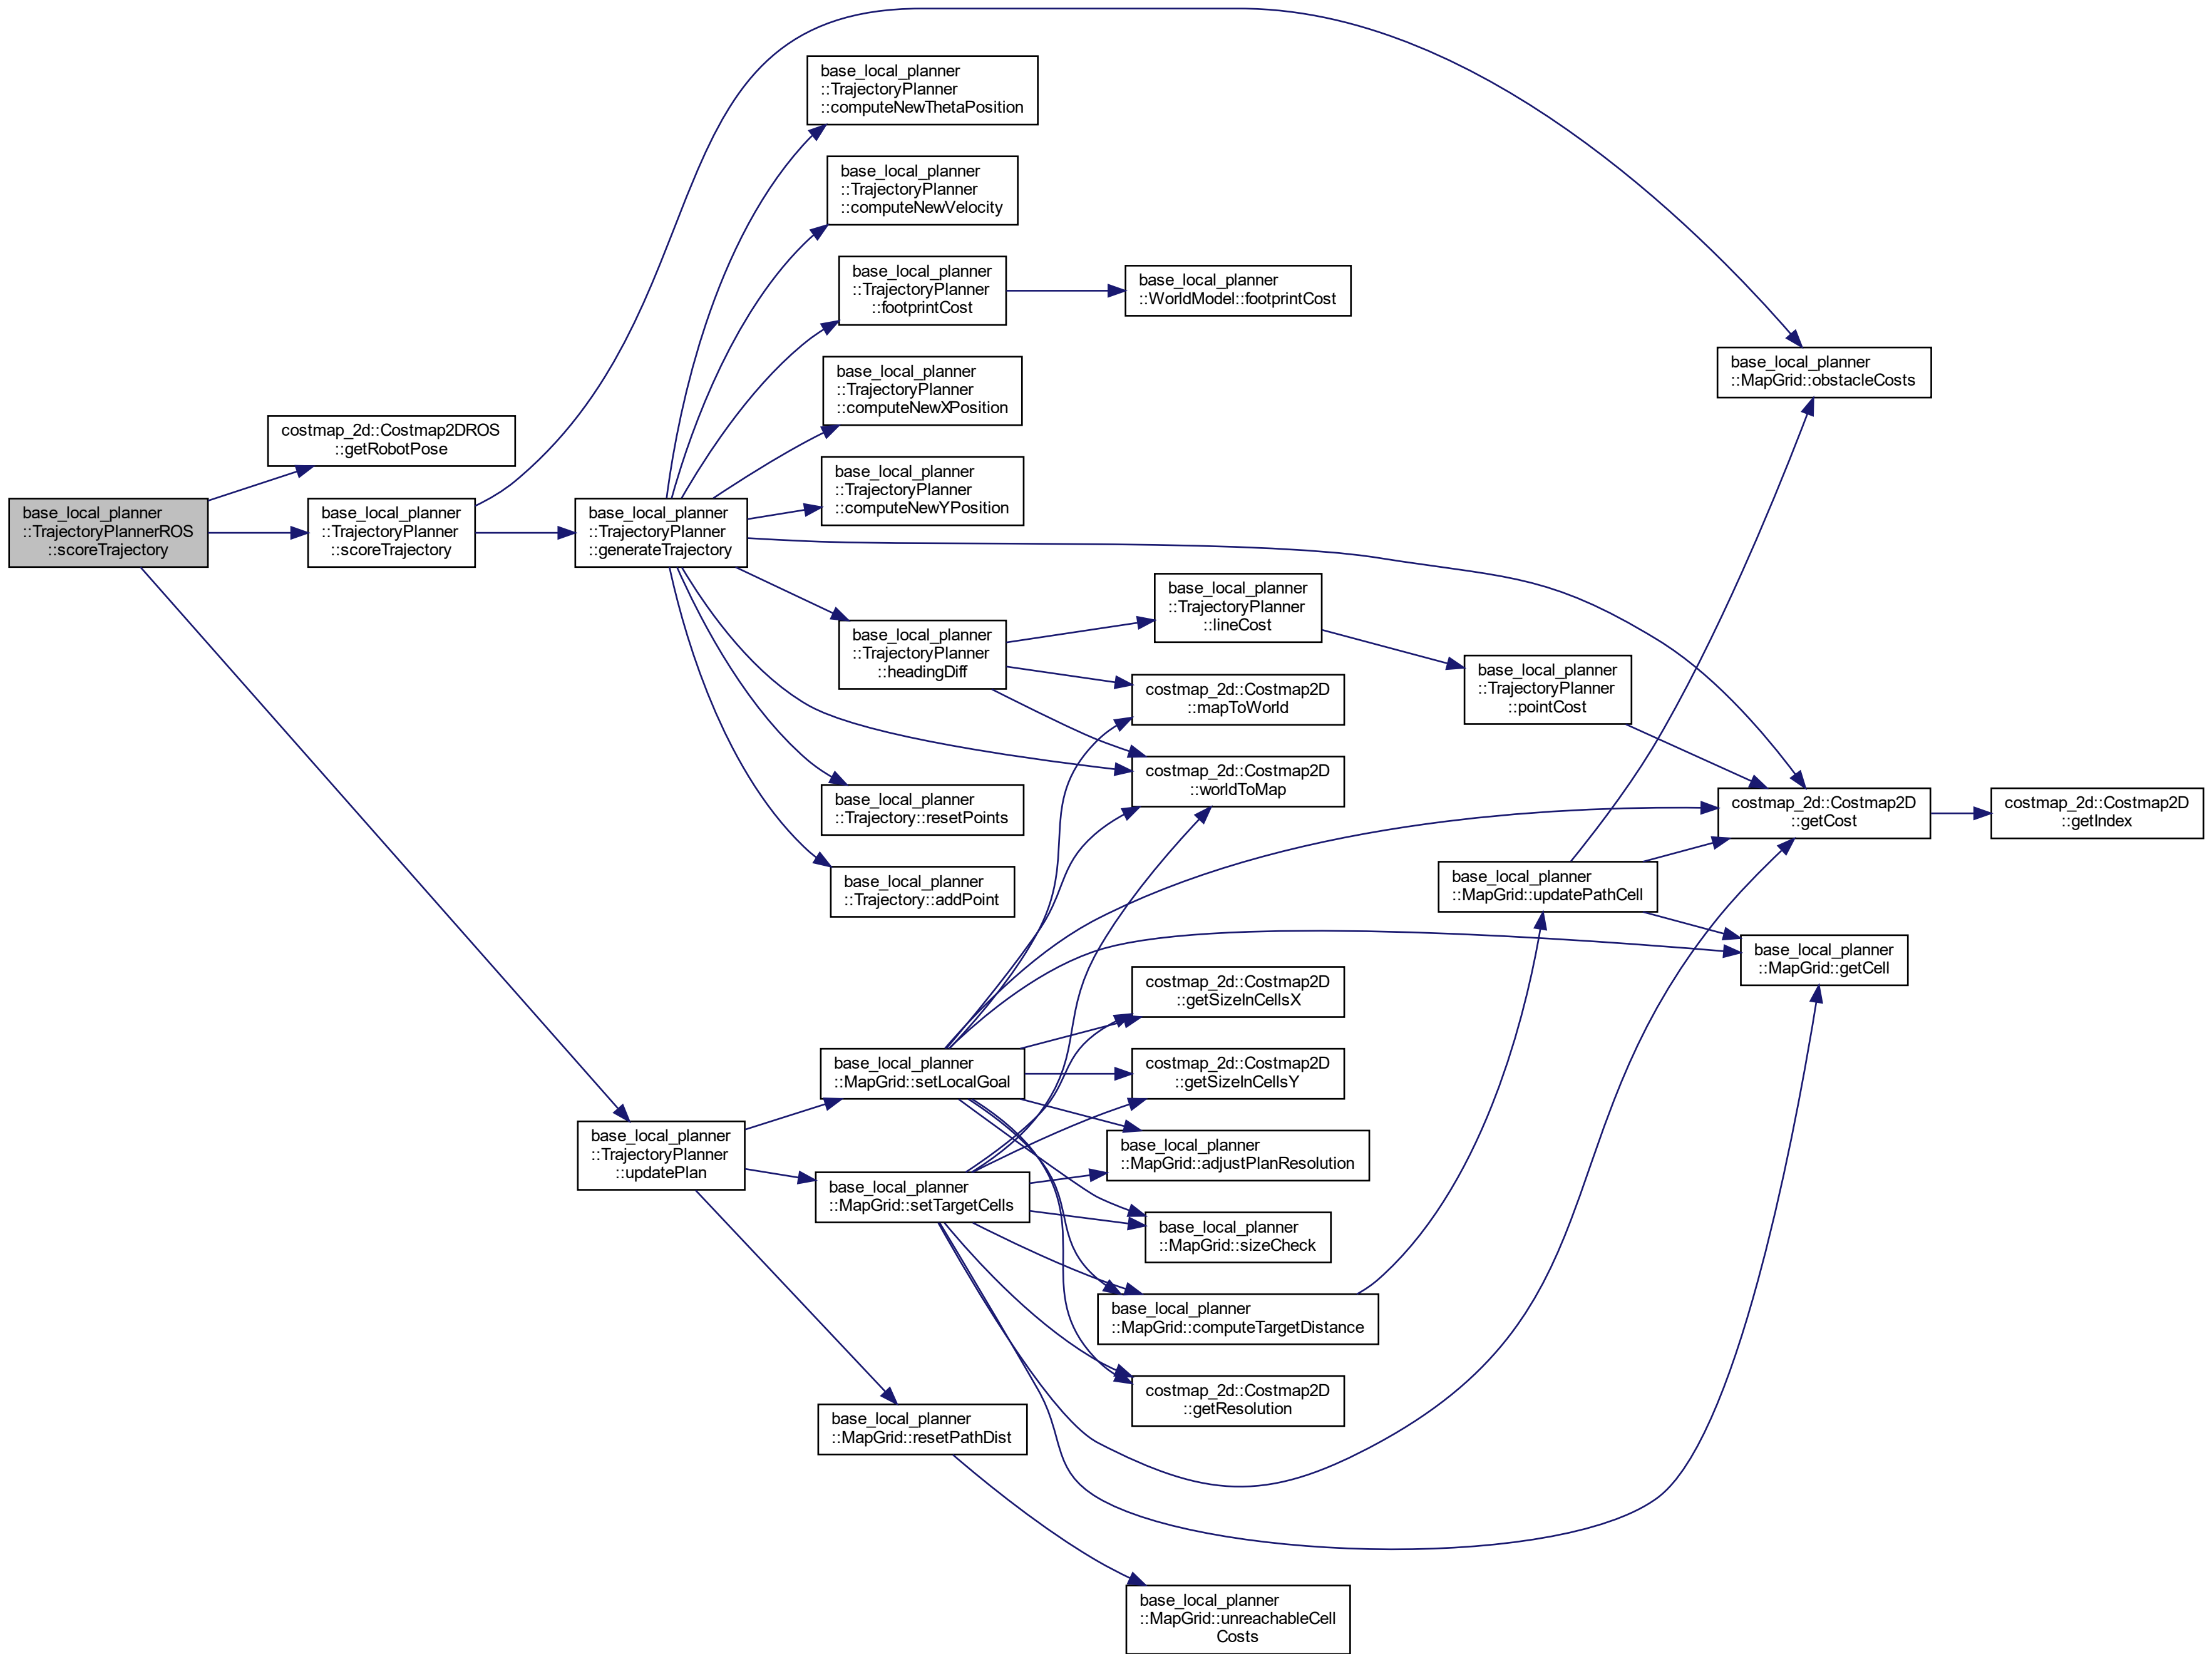 base_local_planner
::TrajectoryPlannerROS
::scoreTrajectory
costmap_2d::Costmap2DROS
::getRobotPose
base_local_planner
::TrajectoryPlanner
::scoreTrajectory
base_local_planner
::TrajectoryPlanner
::generateTrajectory
base_local_planner
::TrajectoryPlanner
::computeNewThetaPosition
base_local_planner
::TrajectoryPlanner
::computeNewVelocity
base_local_planner
::TrajectoryPlanner
::footprintCost
base_local_planner
::WorldModel::footprintCost
base_local_planner
::TrajectoryPlanner
::computeNewXPosition
base_local_planner
::TrajectoryPlanner
::computeNewYPosition
base_local_planner
::MapGrid::obstacleCosts
base_local_planner
::TrajectoryPlanner
::headingDiff
base_local_planner
::TrajectoryPlanner
::lineCost
base_local_planner
::TrajectoryPlanner
::pointCost
costmap_2d::Costmap2D
::mapToWorld
costmap_2d::Costmap2D
::worldToMap
costmap_2d::Costmap2D
::getCost
costmap_2d::Costmap2D
::getIndex
base_local_planner
::Trajectory::resetPoints
base_local_planner
::Trajectory::addPoint
base_local_planner
::MapGrid::updatePathCell
base_local_planner
::MapGrid::getCell
costmap_2d::Costmap2D
::getSizeInCellsX
base_local_planner
::MapGrid::setLocalGoal
costmap_2d::Costmap2D
::getSizeInCellsY
base_local_planner
::TrajectoryPlanner
::updatePlan
base_local_planner
::MapGrid::adjustPlanResolution
base_local_planner
::MapGrid::setTargetCells
base_local_planner
::MapGrid::sizeCheck
base_local_planner
::MapGrid::computeTargetDistance
costmap_2d::Costmap2D
::getResolution
base_local_planner
::MapGrid::resetPathDist
base_local_planner
::MapGrid::unreachableCell
Costs